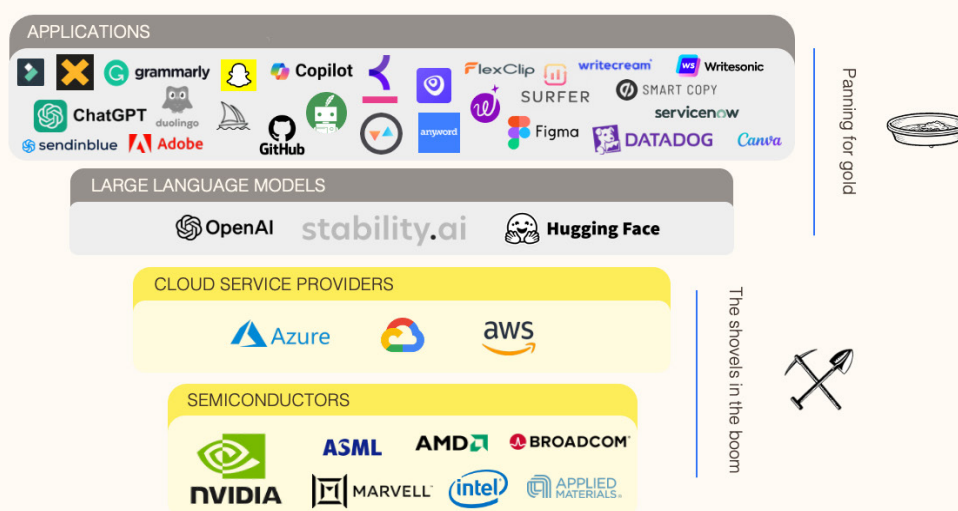 APPLICATIONS
grammarly
Copilot
FlexClip
writecream
ws Writesonic
ChatGPT
duolingo
SURFER
SMART COPY
servicenow
sendinblue
Adobe
GitHub
anyword
Figma
DATADOG
Canva
Panning for gold
LARGE LANGUAGE MODELS
OpenAI
stability.ai
Hugging Face
CLOUD SERVICE PROVIDERS
Azure
aws
The shovels in the boom
SEMICONDUCTORS
NVIDIA
ASML
AMD
BROADCOM
MARVELL
intel
APPLIED
MATERIALS